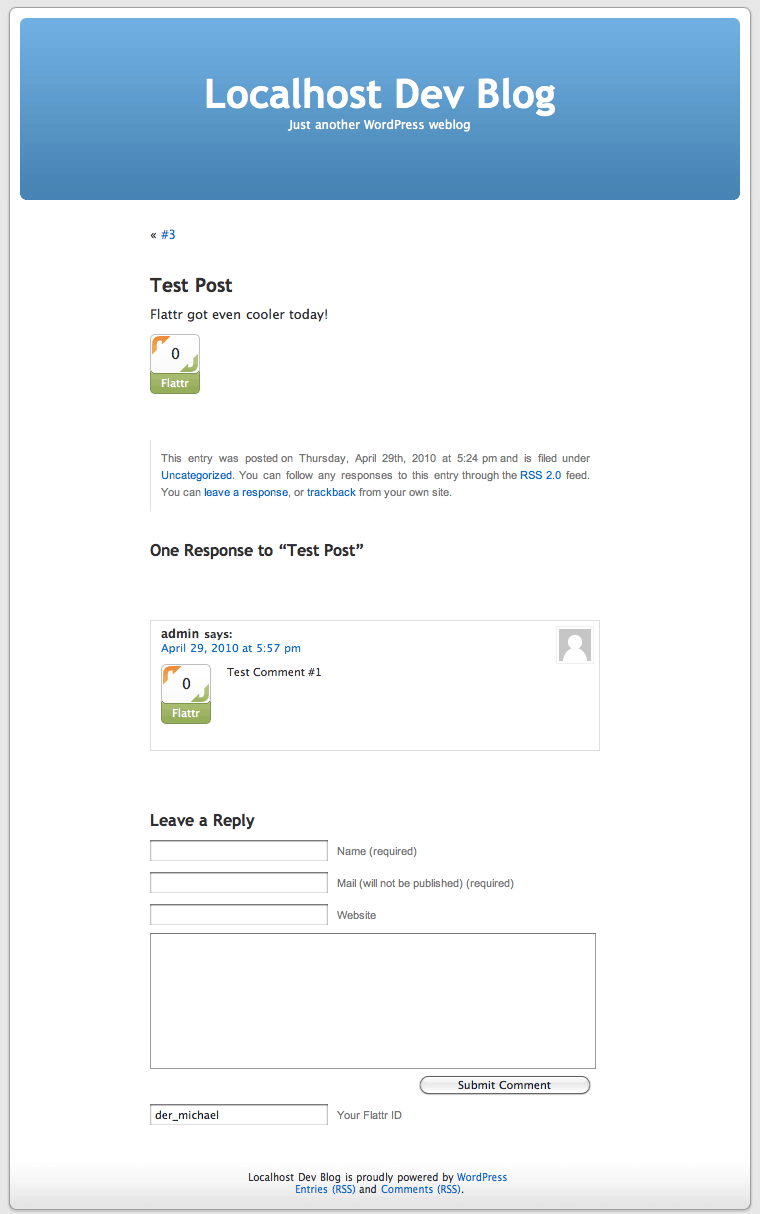 Localhost Dev Blog
Just another WordPress weblog
« #3
Test Post
Flattr got even cooler today!
0
Flattr
This entry was posted on Thursday, April 29th, 2010 at 5:24 pm and is filed under
Uncategorized. You can follow any responses to this entry through the RSS 2.0 feed.
You can leave a response, or trackback from your own site.
One Response to “Test Post”
admin says:
April 29, 2010 at 5:57 pm
0
Flattr
Test Comment #1
Leave a Reply
Name (required)
Mail (will not be published) (required)
Website
Submit Comment
der_michael Your Flattr ID
Localhost Dev Blog is proudly powered by WordPress
Entries (RSS) and Comments (RSS).